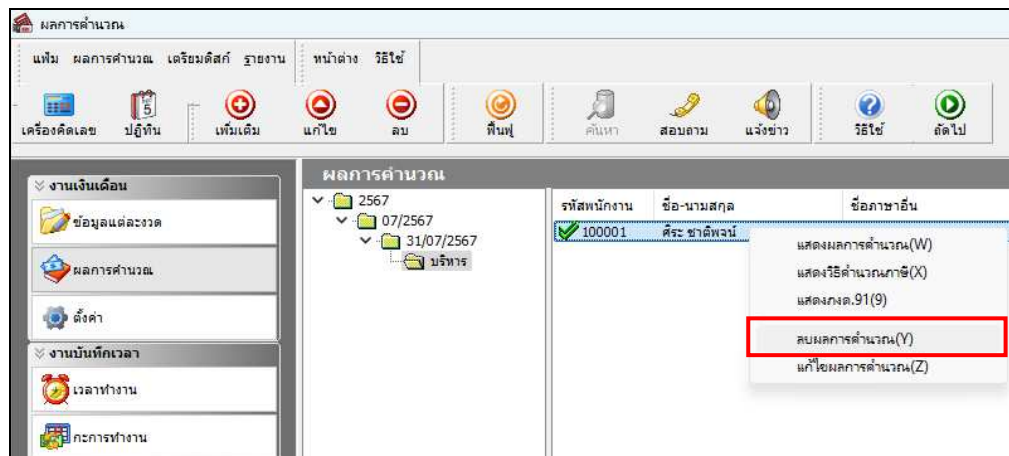 ผลการคำนวณ
แฟ้ม ผลการคำนวณ เตรียมดิสก์ รายงาน หน้าต่าง วิธีใช้
เครื่องคิดเลข ปฏิทิน เพิ่มเติม แก้ไข ลบ ฟื้นฟู ค้นหา สอบถาม แจ้งข่าว วิธีใช้ ถัดไป
งานเงินเดือน
ข้อมูลแต่ละงวด
ผลการคำนวณ
ตั้งค่า
งานบันทึกเวลา
เวลาทำงาน
กะการทำงาน
ผลการคำนวณ
2567
07/2567
31/07/2567
บริหาร
รหัสพนักงาน ชื่อ-นามสกุล ชื่อภาษาอื่น
100001 ศิระ ชาติพจน์
แสดงผลการคำนวณ(W)
แสดงวิธีคำนวณภาษี(X)
แสดงภงด.91(9)
ลบผลการคำนวณ(Y)
แก้ไขผลการคำนวณ(Z)